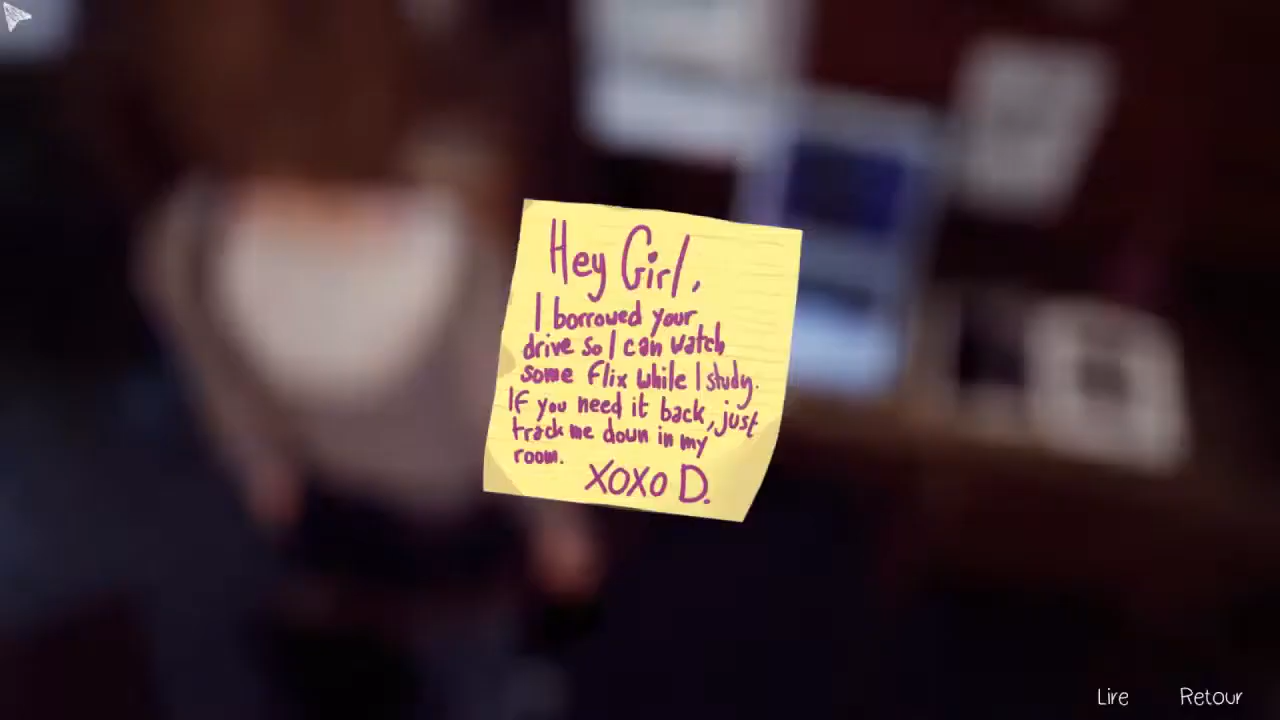 Hey Girl,
I borrowed your
drive so I can watch
some flix while I study.
If you need it back, just
track me down in my
room.
XOXO D.
Lire Retour